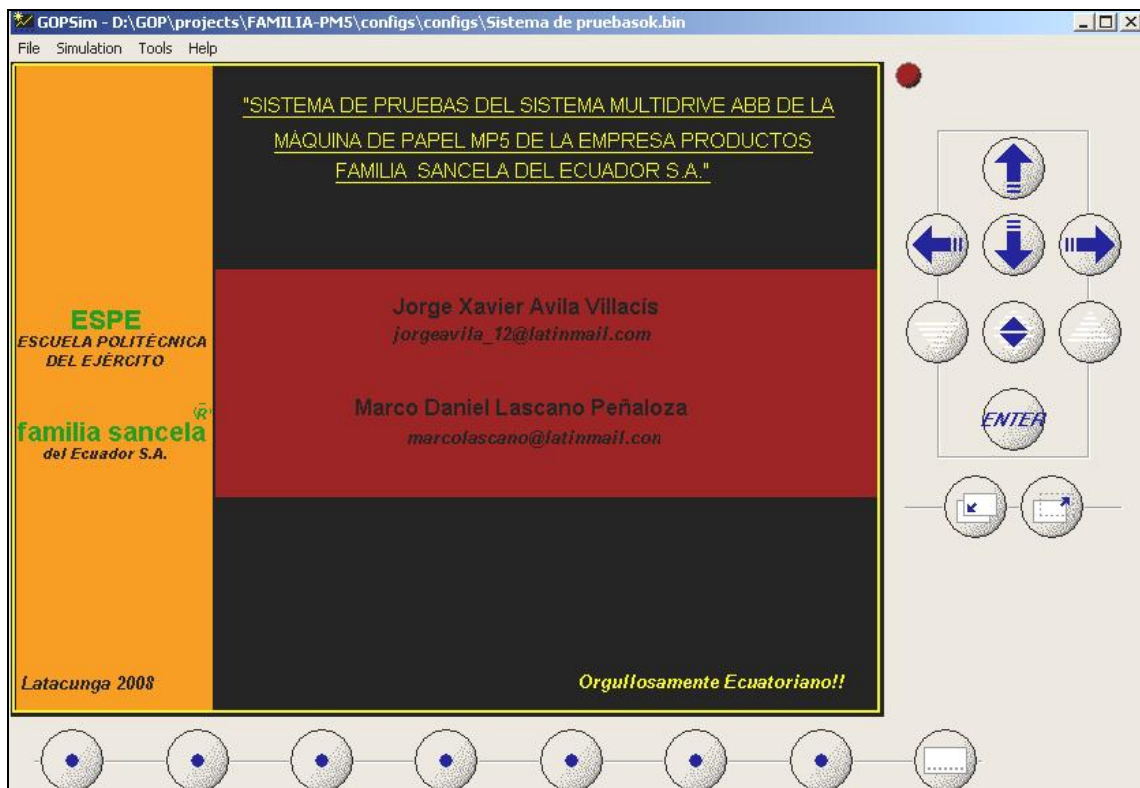 GOPSim - D:\GOP\projects\FAMILIA-PM5\configs\configs\Sistema de pruebasok.bin
File Simulation Tools Help
"SISTEMA DE PRUEBAS DEL SISTEMA MULTIDRIVE ABB DE LA
MÁQUINA DE PAPEL MP5 DE LA EMPRESA PRODUCTOS
FAMILIA SANCELA DEL ECUADOR S.A."
ESPE
ESCUELA POLITÉCNICA
DEL EJÉRCITO
familia sancela
(R)
del Ecuador S.A.
Latacunga 2008
Jorge Xavier Avila Villacís
jorgeavila_12@latinmail.com
Marco Daniel Lascano Peñaloza
marcolascano@latinmail.con
Orgullosamente Ecuatoriano!!
ENTER